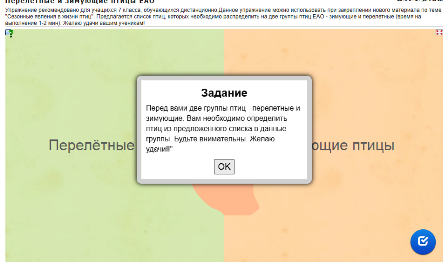 Перелетные и зимующие птицы ЕАО
Упражнение рекомендовано для учащихся 7 класса, обучающихся дистанционно.Данное упражнение можно использовать при закреплении нового материала по теме
"Сезонные явления в жизни птиц". Предлагается список птиц, которых необходимо распределить на две группы птиц ЕАО - зимующие и перелетные (время на
выполнение 1-2 мин). Желаю удачи вашим ученикам!
Задание
Перед вами две группы птиц - перелетные и
зимующие. Вам необходимо определить
птиц из предложенного списка в данные
группы. Будьте внимательны. Желаю
удачи!!"
OK
Перелётные
ющие птицы